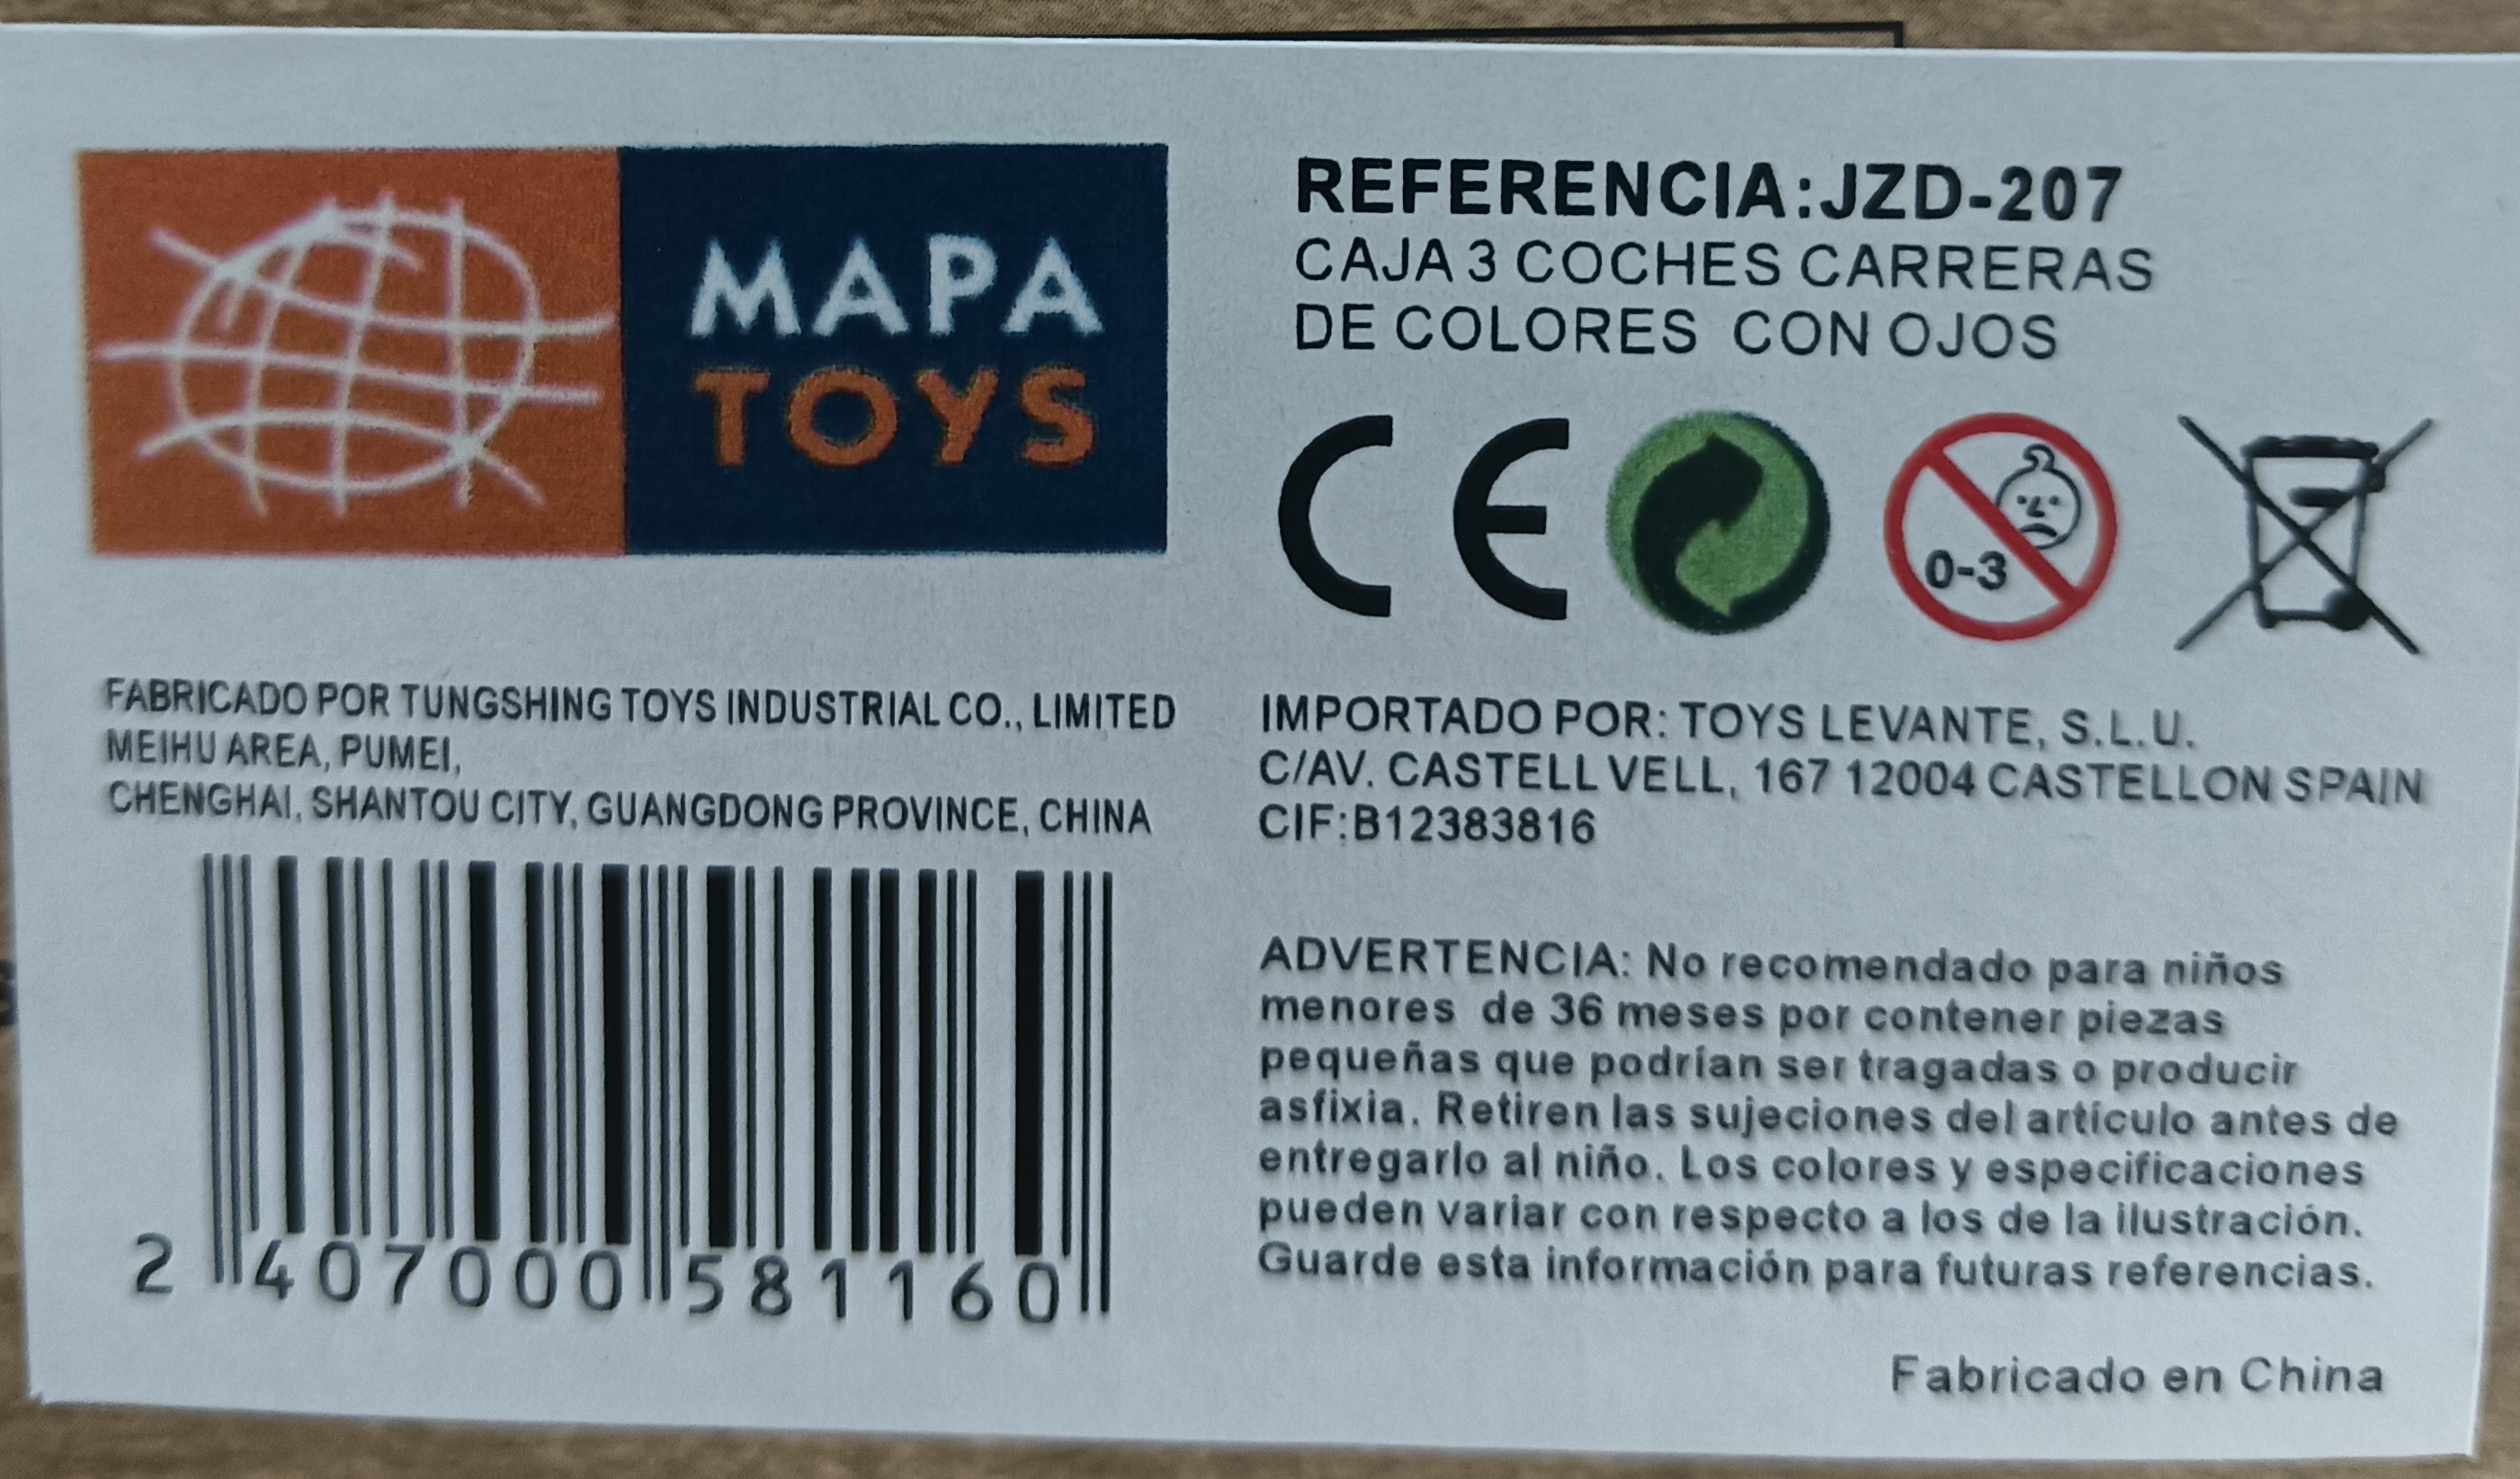 MAPA
TOYS
REFERENCIA:JZD-207
CAJA 3 COCHES CARRERAS
DE COLORES CON OJOS
CE
0-3
FABRICADO POR TUNGSHING TOYS INDUSTRIAL CO., LIMITED
MEIHU AREA, PUMEI,
CHENGHAI, SHANTOU CITY, GUANGDONG PROVINCE, CHINA
2 407000 581160
IMPORTADO POR: TOYS LEVANTE, S.L.U.
C/AV. CASTELL VELL, 167 12004 CASTELLON SPAIN
CIF:B12383816
ADVERTENCIA: No recomendado para niños
menores de 36 meses por contener piezas
pequeñas que podrían ser tragadas o producir
asfixia. Retiren las sujeciones del artículo antes de
entregarlo al niño. Los colores y especificaciones
pueden variar con respecto a los de la ilustración.
Guarde esta información para futuras referencias.
Fabricado en China